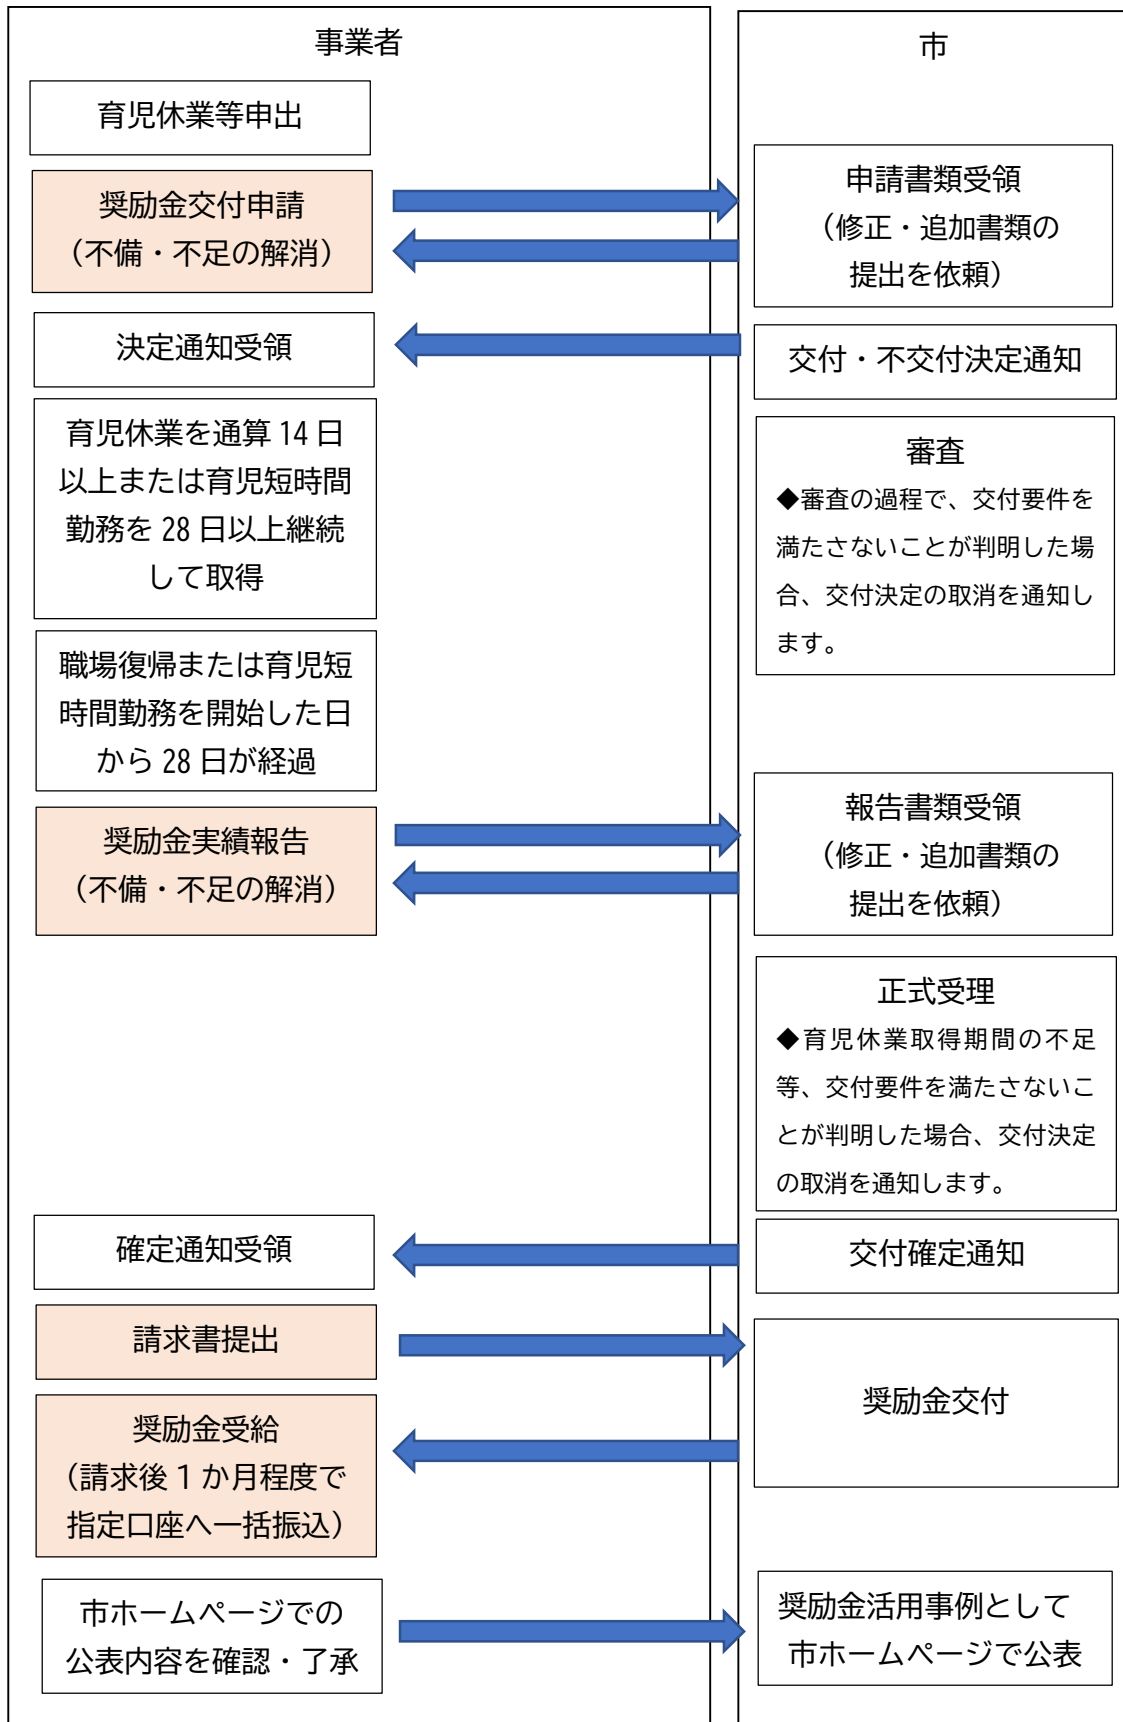 事業者
育児休業等申出
奨励金交付申請
（不備・不足の解消）
決定通知受領
育児休業を通算 14 日
以上または育児短時間
勤務を 28 日以上継続
して取得
職場復帰または育児短
時間勤務を開始した日
から 28 日が経過
奨励金実績報告
（不備・不足の解消）
確定通知受領
請求書提出
奨励金受給
（請求後 1 か月程度で
指定口座へ一括振込）
市ホームページでの
公表内容を確認・了承
市
申請書類受領
（修正・追加書類の
提出を依頼）
交付・不交付決定通知
審査
◆審査の過程で、交付要件を
満たさないことが判明した場
合、交付決定の取消を通知し
ます。
報告書類受領
（修正・追加書類の
提出を依頼）
正式受理
◆育児休業取得期間の不足
等、交付要件を満たさないこ
とが判明した場合、交付決定
の取消を通知します。
交付確定通知
奨励金交付
奨励金活用事例として
市ホームページで公表